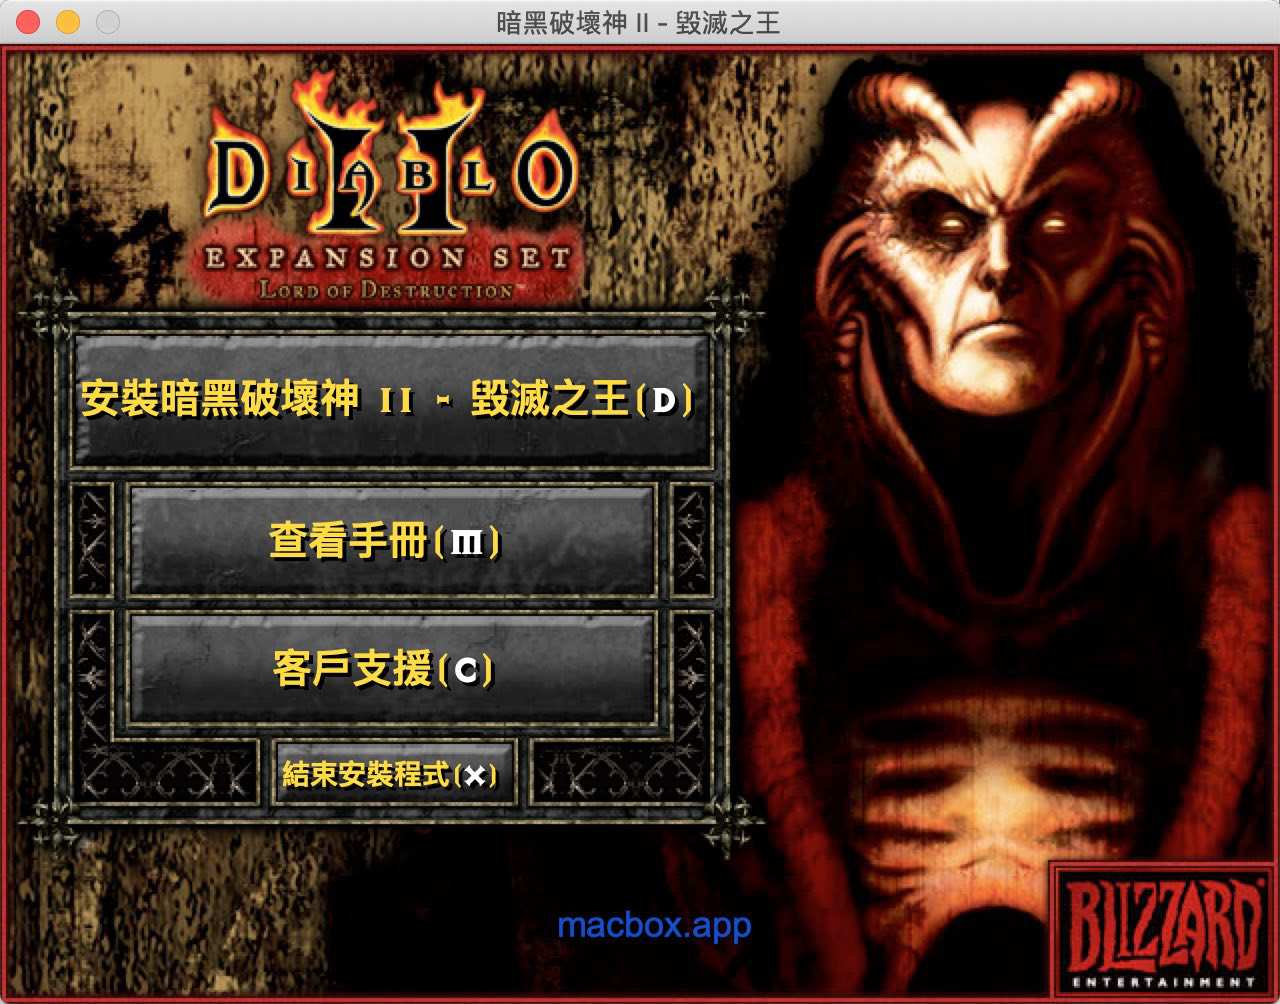 暗黑破壞神 II - 毀滅之王
DIABLO
II
EXPANSION SET
LORD OF DESTRUCTION™
安裝暗黑破壞神 II - 毀滅之王(D)
查看手冊(M)
客戶支援(C)
結束安裝程式(X)
macbox.app
BLIZZARD®
ENTERTAINMENT